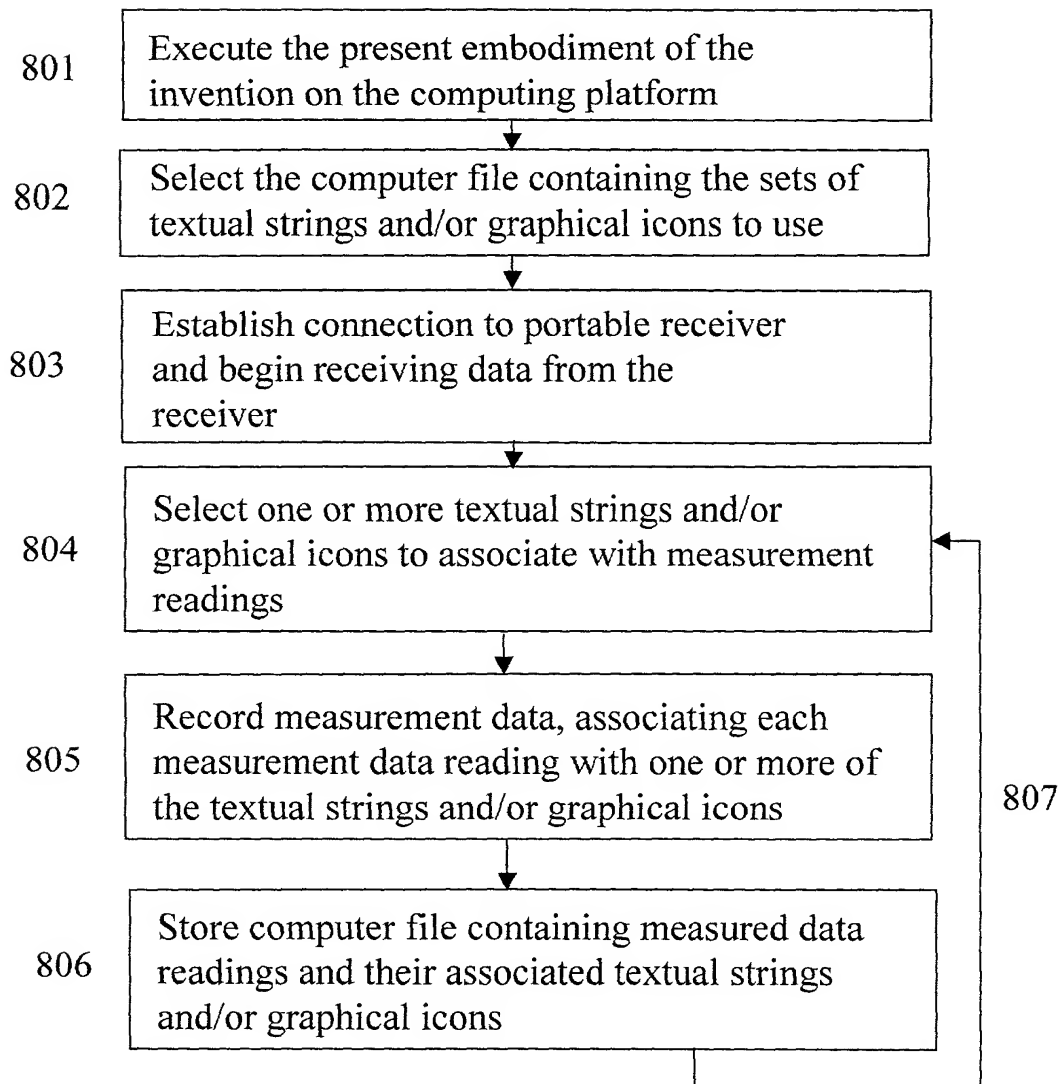 801
Execute the present embodiment of the
invention on the computing platform
802
Select the computer file containing the sets of
textual strings and/or graphical icons to use
803
Establish connection to portable receiver
and begin receiving data from the
receiver
804
Select one or more textual strings and/or
graphical icons to associate with measurement
readings
805
Record measurement data, associating each
measurement data reading with one or more of
the textual strings and/or graphical icons
807
806
Store computer file containing measured data
readings and their associated textual strings
and/or graphical icons